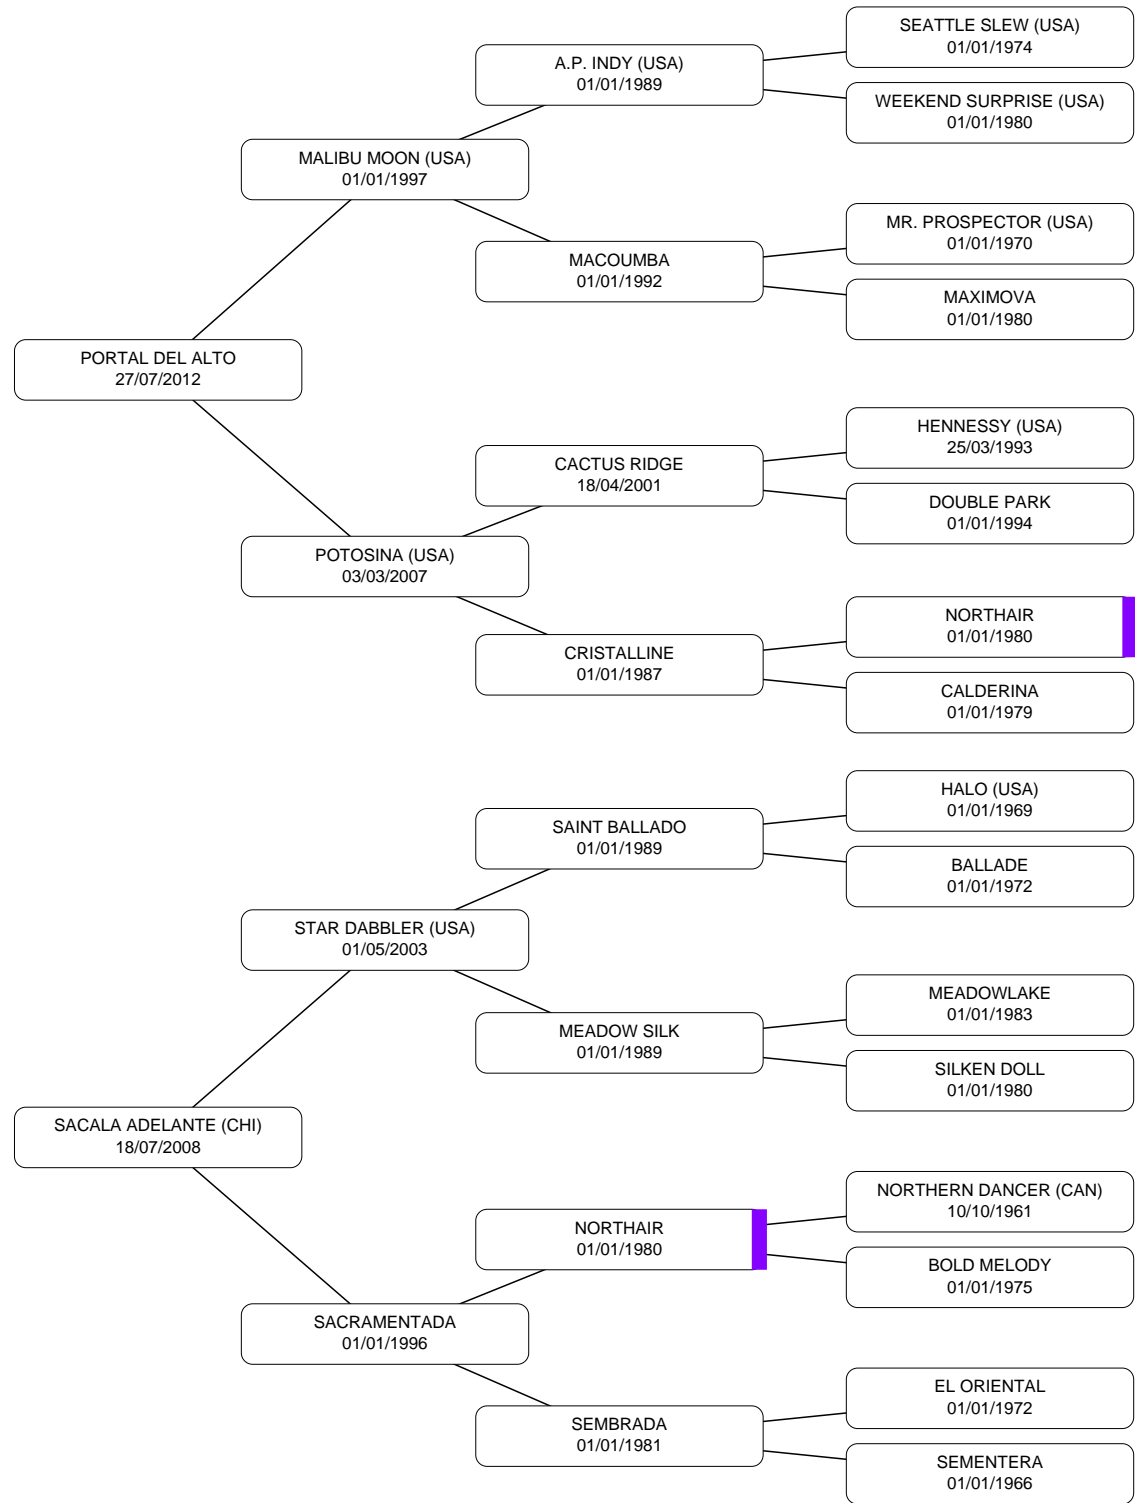 SEATTLE SLEW (USA)
01/01/1974
A.P. INDY (USA)
01/01/1989
WEEKEND SURPRISE (USA)
01/01/1980
MALIBU MOON (USA)
01/01/1997
MR. PROSPECTOR (USA)
01/01/1970
MACOUMBA
01/01/1992
MAXIMOVA
01/01/1980
PORTAL DEL ALTO
27/07/2012
HENNESSY (USA)
25/03/1993
CACTUS RIDGE
18/04/2001
DOUBLE PARK
01/01/1994
POTOSINA (USA)
03/03/2007
NORTHAIR
01/01/1980
CRISTALLINE
01/01/1987
CALDERINA
01/01/1979
HALO (USA)
01/01/1969
SAINT BALLADO
01/01/1989
BALLADE
01/01/1972
STAR DABBLER (USA)
01/05/2003
MEADOWLAKE
01/01/1983
MEADOW SILK
01/01/1989
SILKEN DOLL
01/01/1980
SACALA ADELANTE (CHI)
18/07/2008
NORTHERN DANCER (CAN)
10/10/1961
NORTHAIR
01/01/1980
BOLD MELODY
01/01/1975
SACRAMENTADA
01/01/1996
EL ORIENTAL
01/01/1972
SEMBRADA
01/01/1981
SEMENTERA
01/01/1966